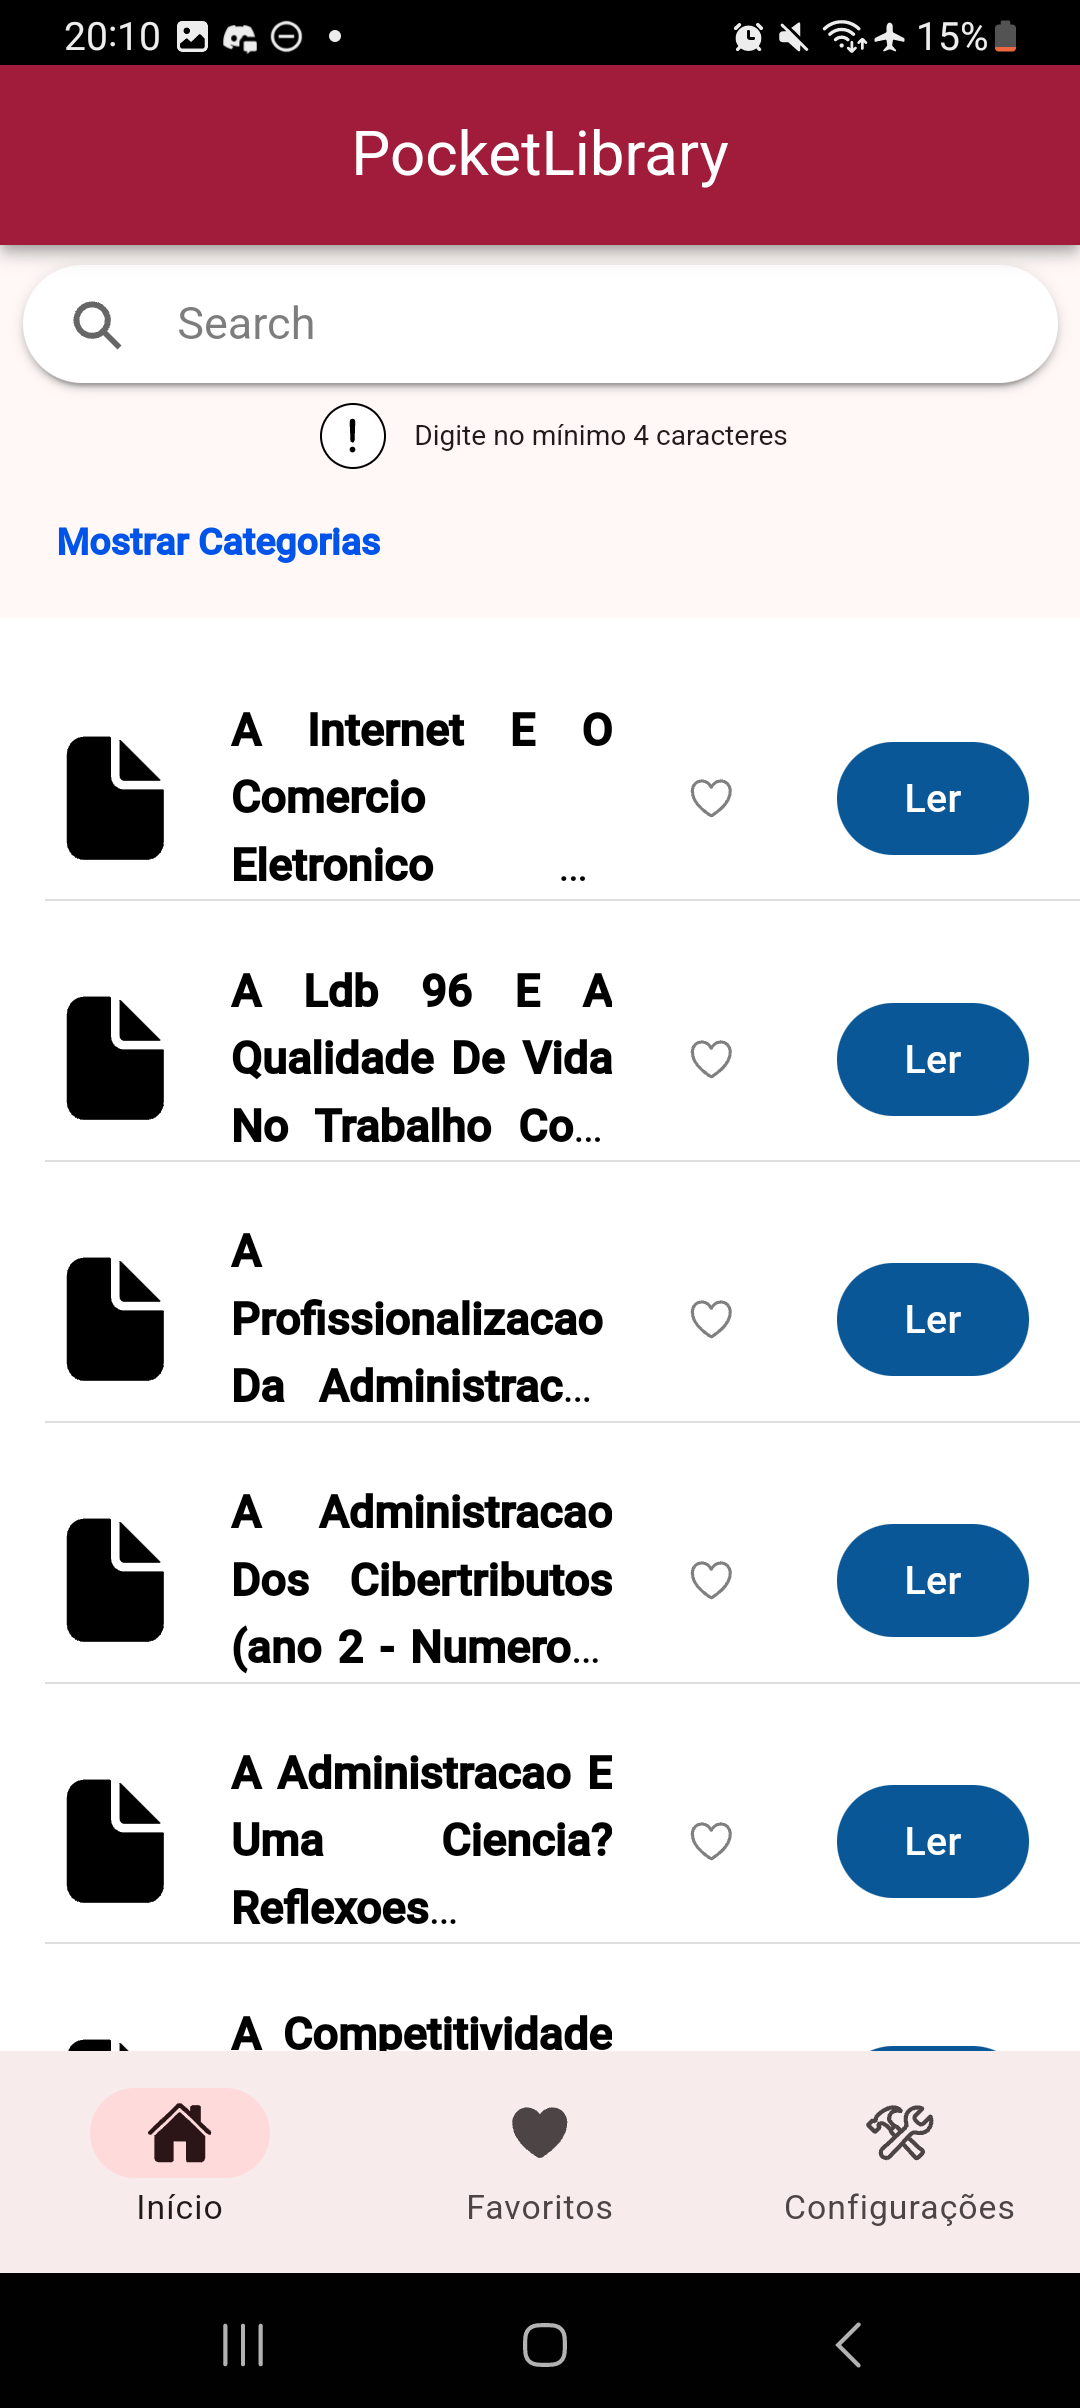 20:10
15%
PocketLibrary
Search
! Digite no mínimo 4 caracteres
Mostrar Categorias
A Internet E O
Comercio
Eletronico ...
Ler
A Ldb 96 E A
Qualidade De Vida
No Trabalho Co...
Ler
A
Profissionalizacao
Da Administrac...
Ler
A Administracao
Dos Cibertributos
(ano 2 - Numero...
Ler
A Administracao E
Uma Ciencia?
Reflexoes...
Ler
A Competitividade
Início
Favoritos
Configurações